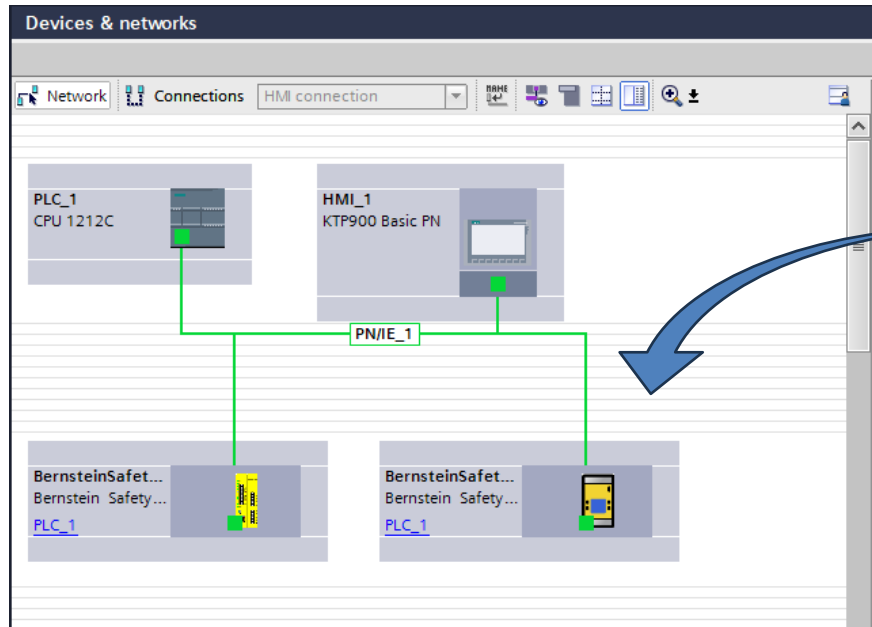 Devices & networks
Network
Connections
HMI connection
NAME
PLC_1
CPU 1212C
HMI_1
KTP900 Basic PN
PN/IE_1
BernsteinSafet...
Bernstein Safety...
PLC_1
BernsteinSafet...
Bernstein Safety...
PLC_1